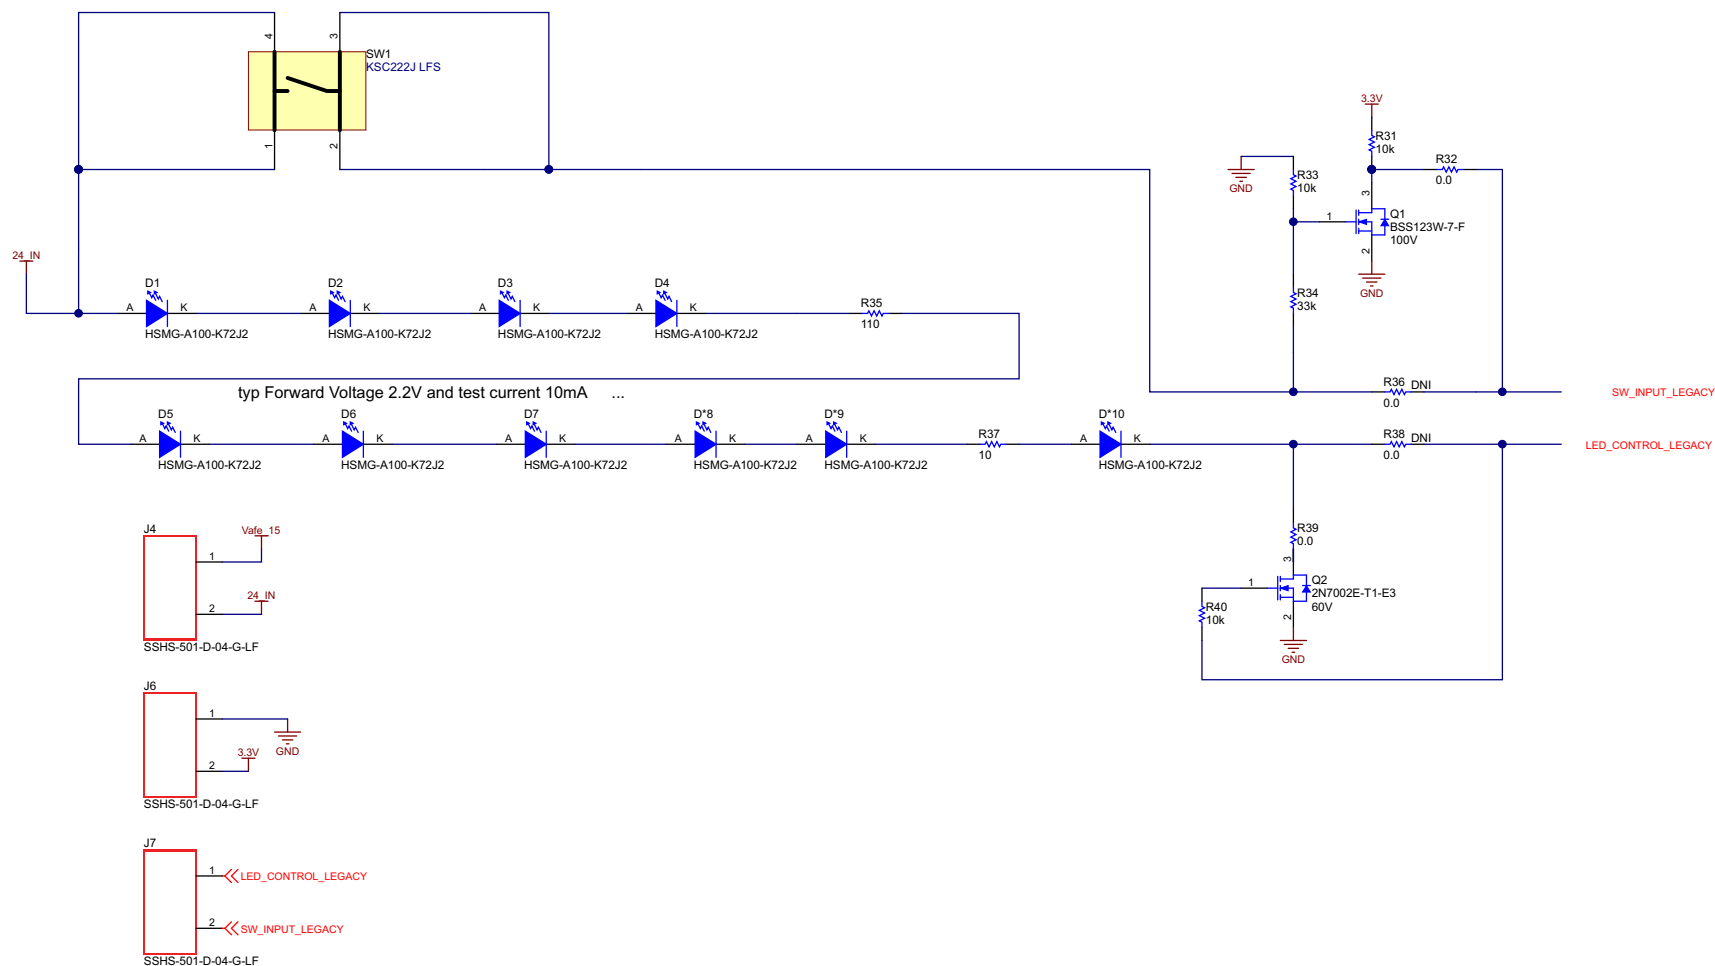 4
3
SW1
KSC222J LFS
1
2
3.3V
R31
10k
R32
0.0
GND
R33
10k
3
1
Q1
BSS123W-7-F
100V
2
GND
R34
33k
24_IN
D1
A K
HSMG-A100-K72J2
D2
A K
HSMG-A100-K72J2
D3
A K
HSMG-A100-K72J2
D4
A K
HSMG-A100-K72J2
R35
110
typ Forward Voltage 2.2V and test current 10mA ...
R36 DNI
0.0
SW_INPUT_LEGACY
D5
A K
HSMG-A100-K72J2
D6
A K
HSMG-A100-K72J2
D7
A K
HSMG-A100-K72J2
D*8
A K
HSMG-A100-K72J2
D*9
A K
HSMG-A100-K72J2
R37
10
D*10
A K
HSMG-A100-K72J2
R38 DNI
0.0
LED_CONTROL_LEGACY
R39
0.0
3
1
Q2
2N7002E-T1-E3
60V
2
GND
R40
10k
J4
1
Vafe_15
2
24_IN
SSHS-501-D-04-G-LF
J6
1
GND
2
3.3V
SSHS-501-D-04-G-LF
J7
1
LED_CONTROL_LEGACY
2
SW_INPUT_LEGACY
SSHS-501-D-04-G-LF